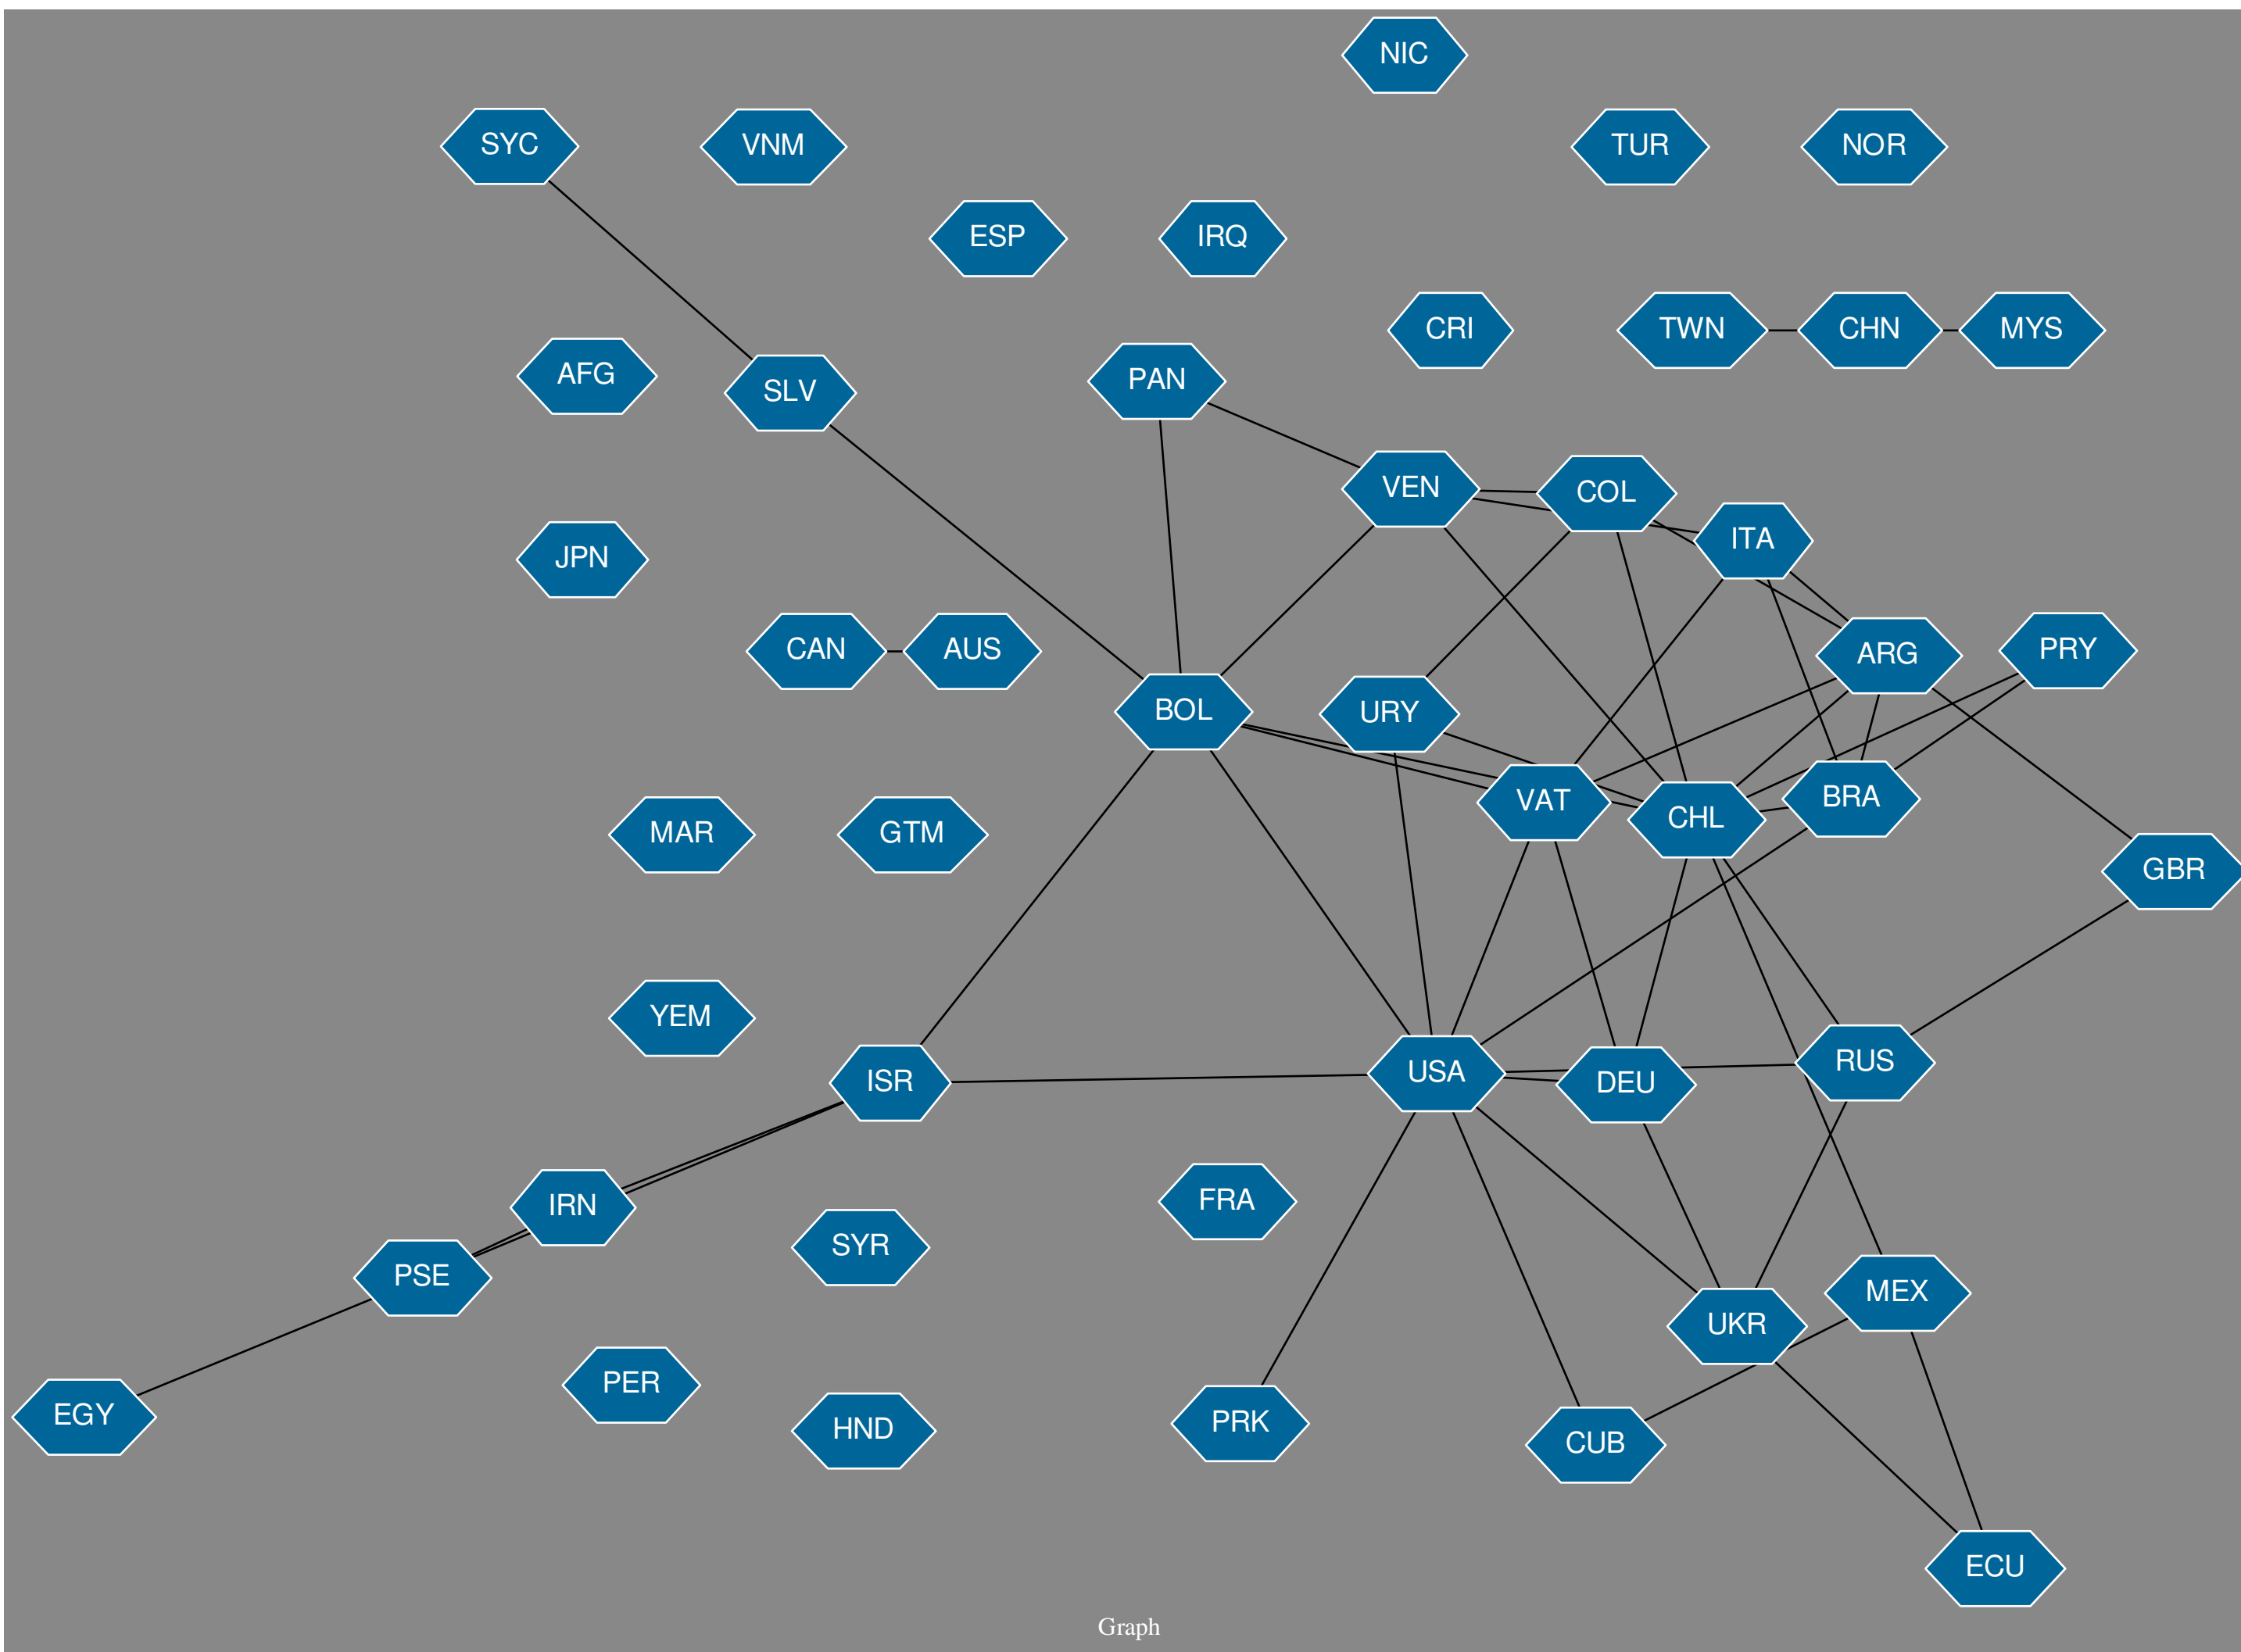 NIC
SYC
VNM
TUR
NOR
ESP
IRQ
CRI
TWN
CHN
MYS
AFG
SLV
PAN
VEN
COL
ITA
JPN
CAN
AUS
ARG
PRY
BOL
URY
VAT
CHL
BRA
MAR
GTM
GBR
YEM
ISR
USA
DEU
RUS
IRN
FRA
SYR
PSE
MEX
UKR
PER
EGY
HND
PRK
CUB
ECU
Graph